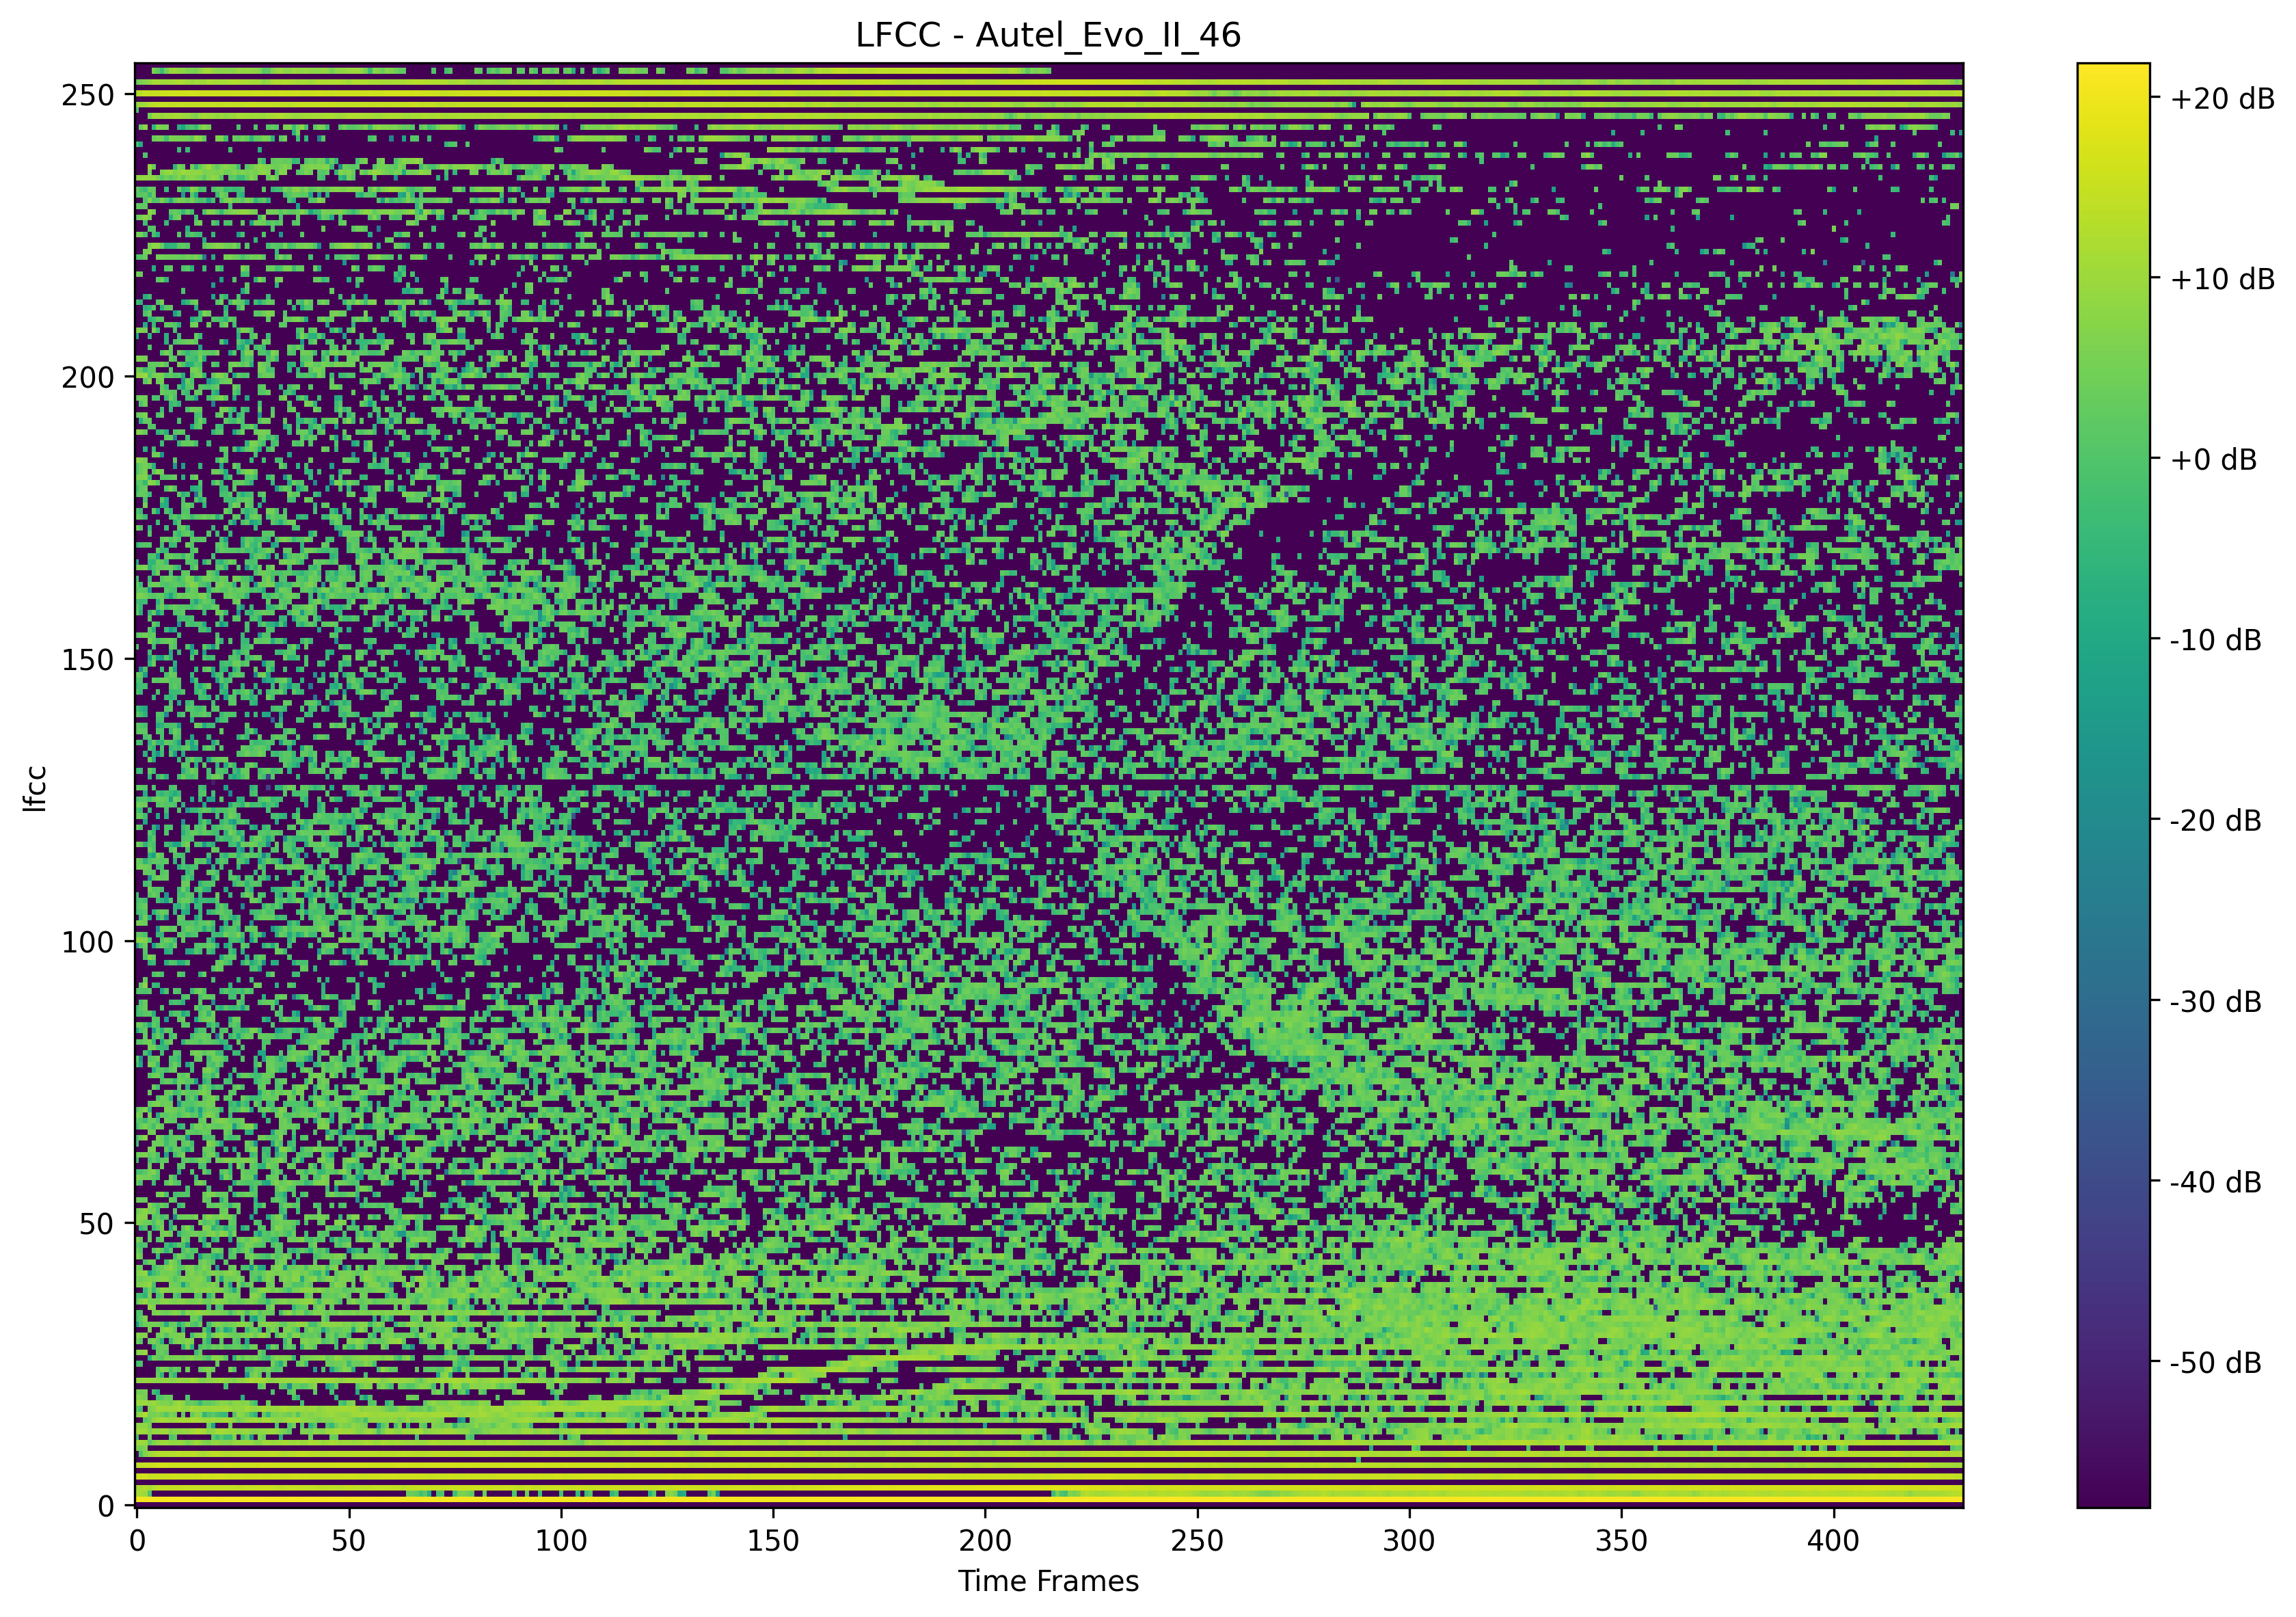 LFCC - Autel_Evo_II_46
250
200
150
100
50
0
lfcc
0 50 100 150 200 250 300 350 400
Time Frames
+20 dB
+10 dB
+0 dB
-10 dB
-20 dB
-30 dB
-40 dB
-50 dB